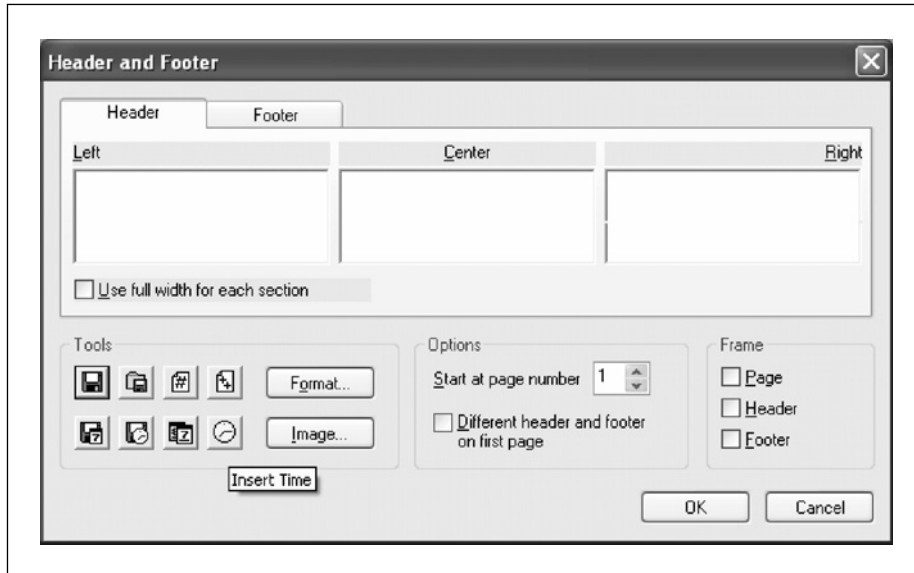 Header and Footer
Header Footer
Left Center Right
Use full width for each section
Tools Options Frame
Format...
Start at page number 1
Page
Header
Image...
Different header and footer
on first page
Footer
Insert Time
OK Cancel